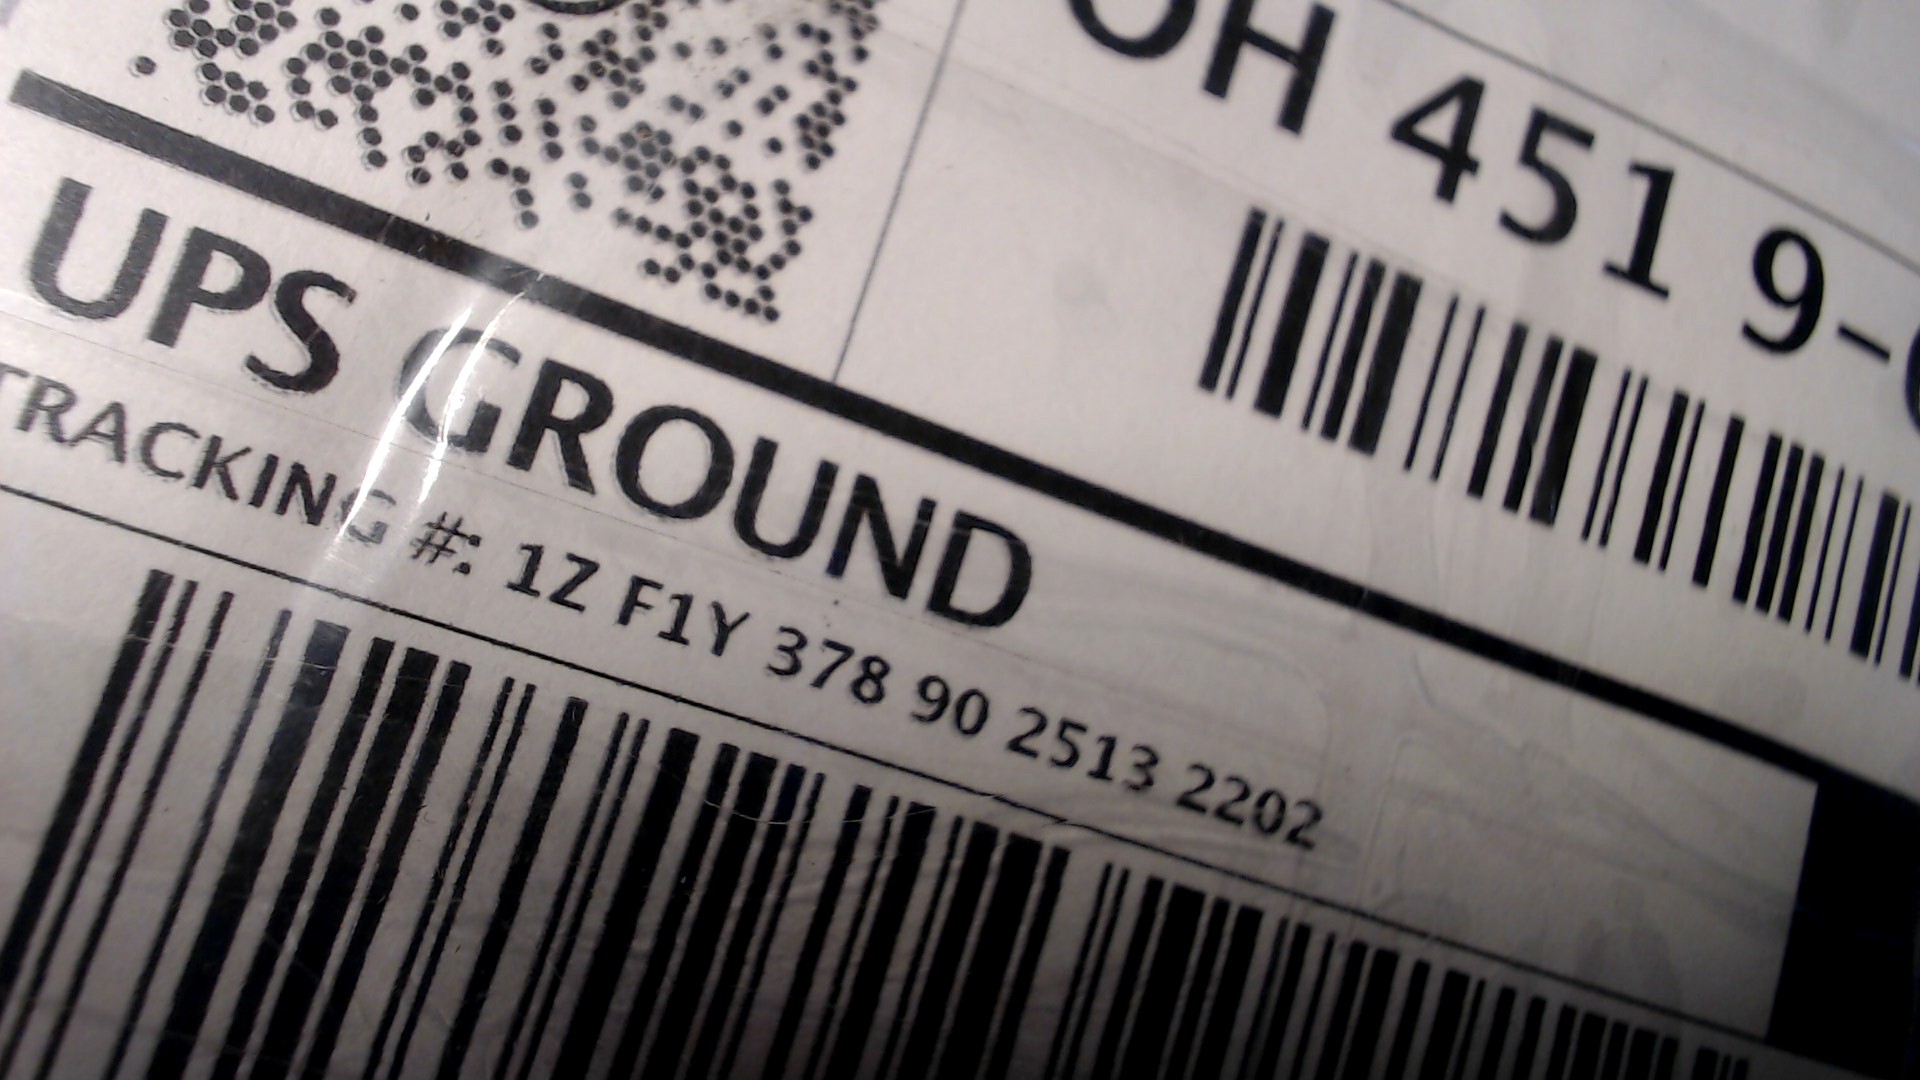 OH 451 9-
UPS GROUND
TRACKING #: 1Z F1Y 378 90 2513 2202